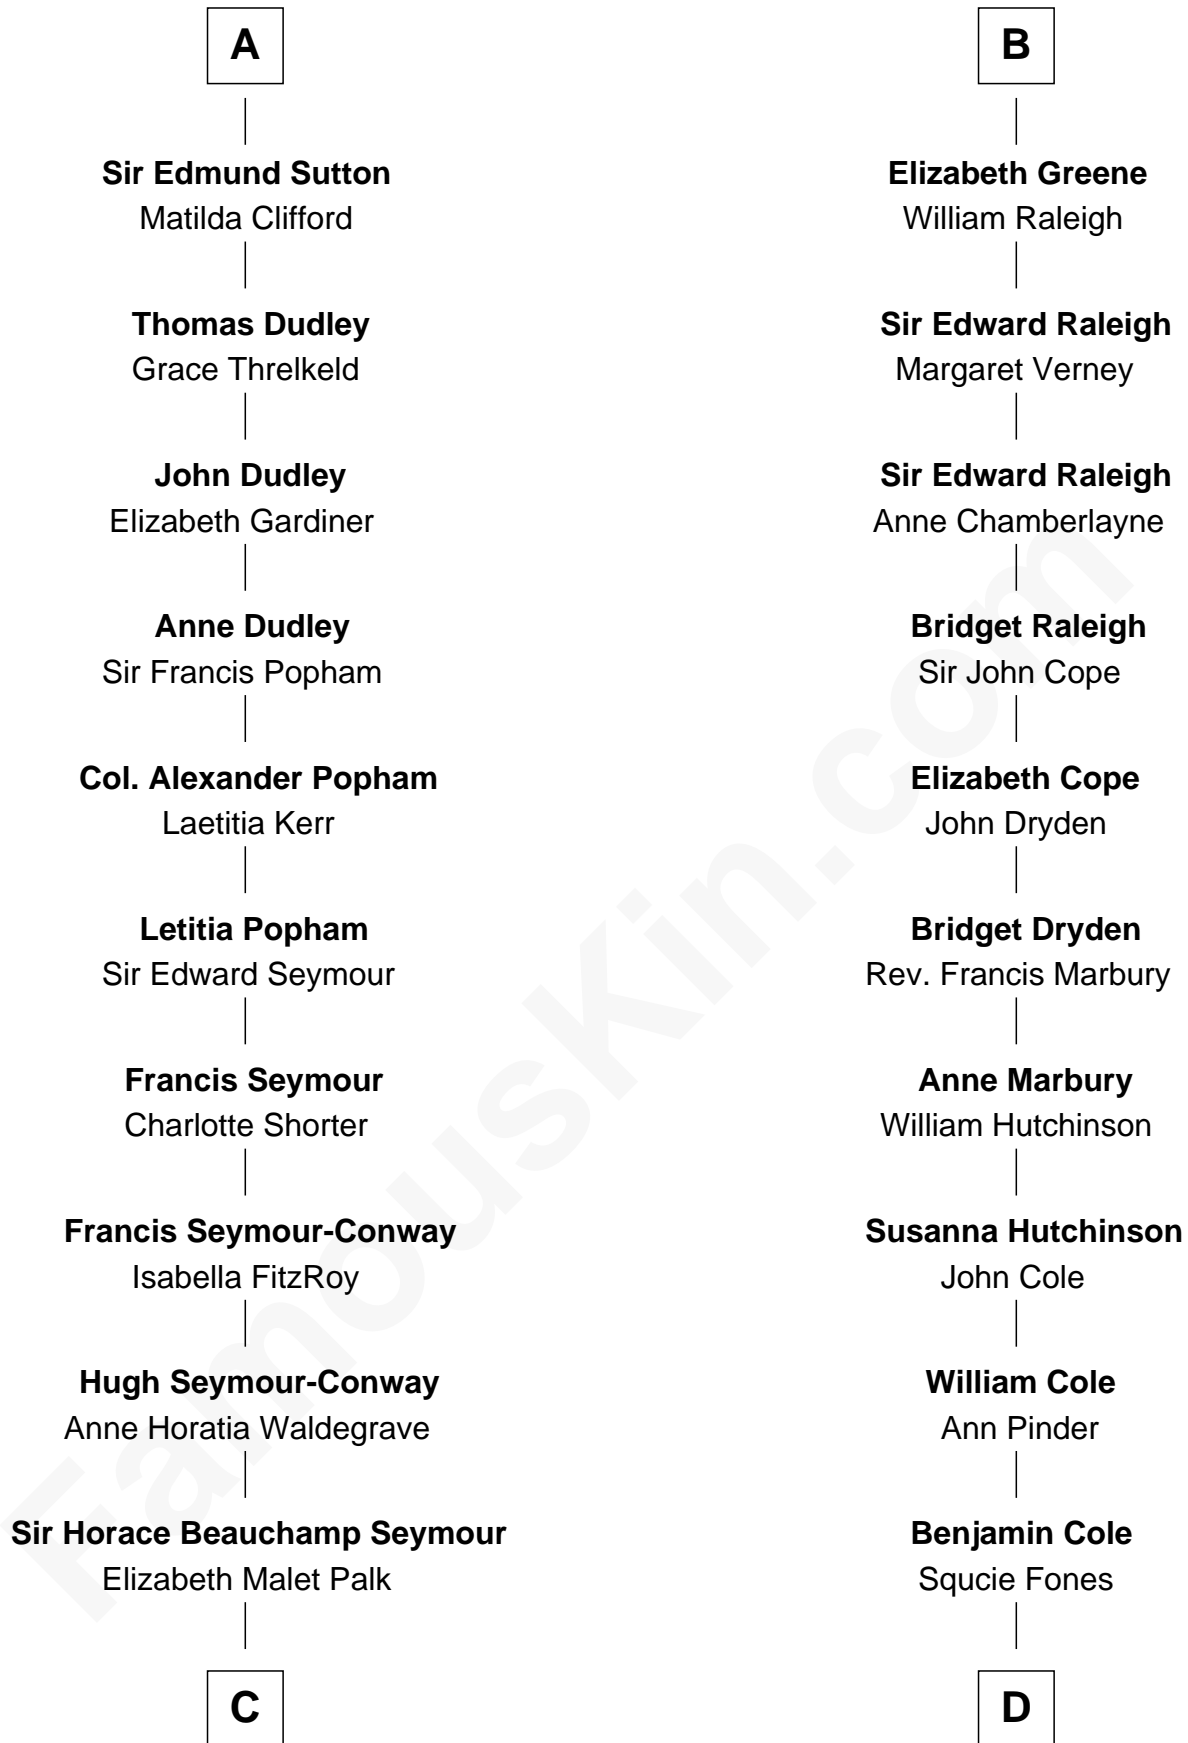 A
Sir Edmund Sutton
Matilda Clifford
Thomas Dudley
Grace Threlkeld
John Dudley
Elizabeth Gardiner
Anne Dudley
Sir Francis Popham
Col. Alexander Popham
Laetitia Kerr
Letitia Popham
Sir Edward Seymour
Francis Seymour
Charlotte Shorter
Francis Seymour-Conway
Isabella FitzRoy
Hugh Seymour-Conway
Anne Horatia Waldegrave
Sir Horace Beauchamp Seymour
Elizabeth Malet Palk
C
B
Elizabeth Greene
William Raleigh
Sir Edward Raleigh
Margaret Verney
Sir Edward Raleigh
Anne Chamberlayne
Bridget Raleigh
Sir John Cope
Elizabeth Cope
John Dryden
Bridget Dryden
Rev. Francis Marbury
Anne Marbury
William Hutchinson
Susanna Hutchinson
John Cole
William Cole
Ann Pinder
Benjamin Cole
Squcie Fones
D
FamousKin.com